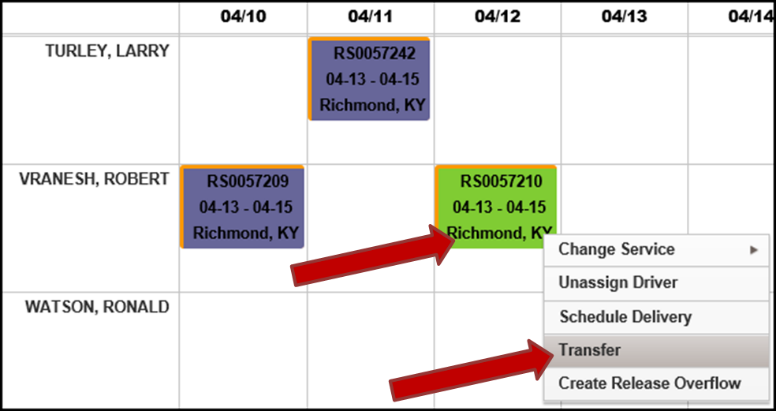 04/10 04/11 04/12 04/13 04/14
TURLEY, LARRY
RS0057242
04-13 - 04-15
Richmond, KY
VRANESH, ROBERT
RS0057209
04-13 - 04-15
Richmond, KY
RS0057210
04-13 - 04-15
Richmond, KY
Change Service
Unassign Driver
Schedule Delivery
Transfer
Create Release Overflow
WATSON, RONALD